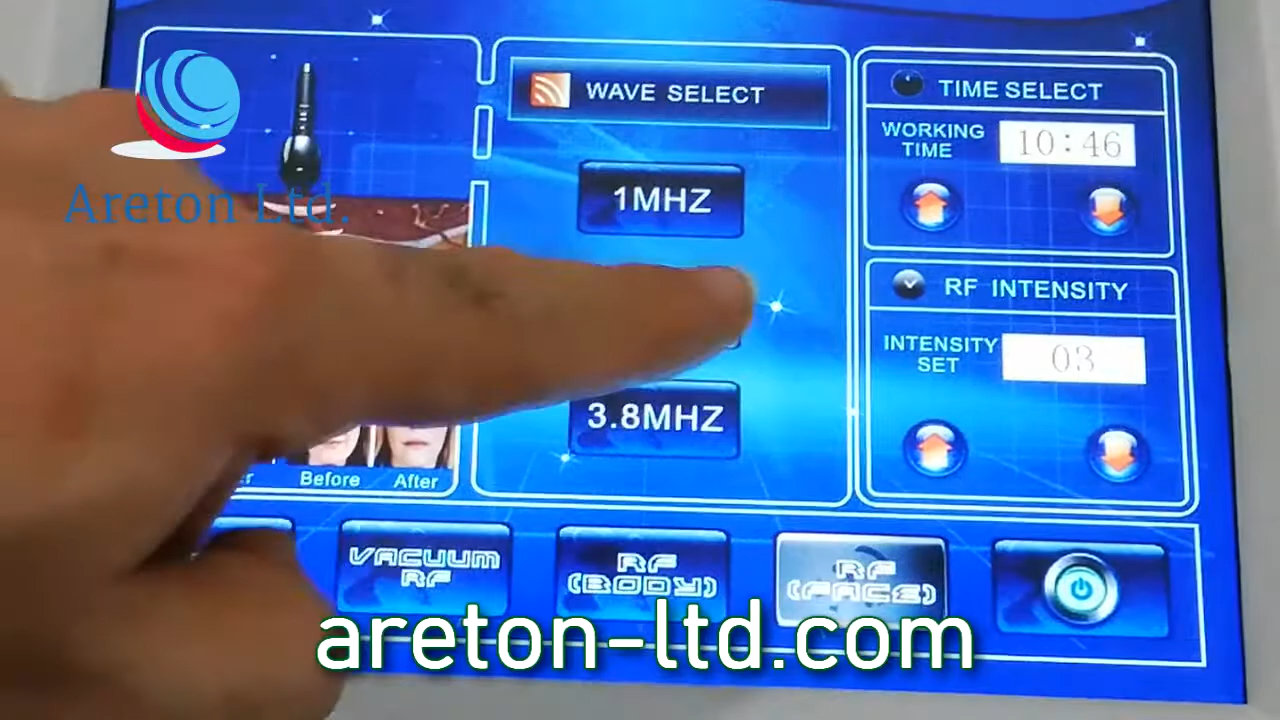 Areton Ltd.
WAVE SELECT
1MHZ
3.8MHZ
TIME SELECT
WORKING
TIME
10:46
RF INTENSITY
INTENSITY
SET
03
Before
After
VACUUM
RF
RF
(BODY)
RF
(FACE)
areton-ltd.com